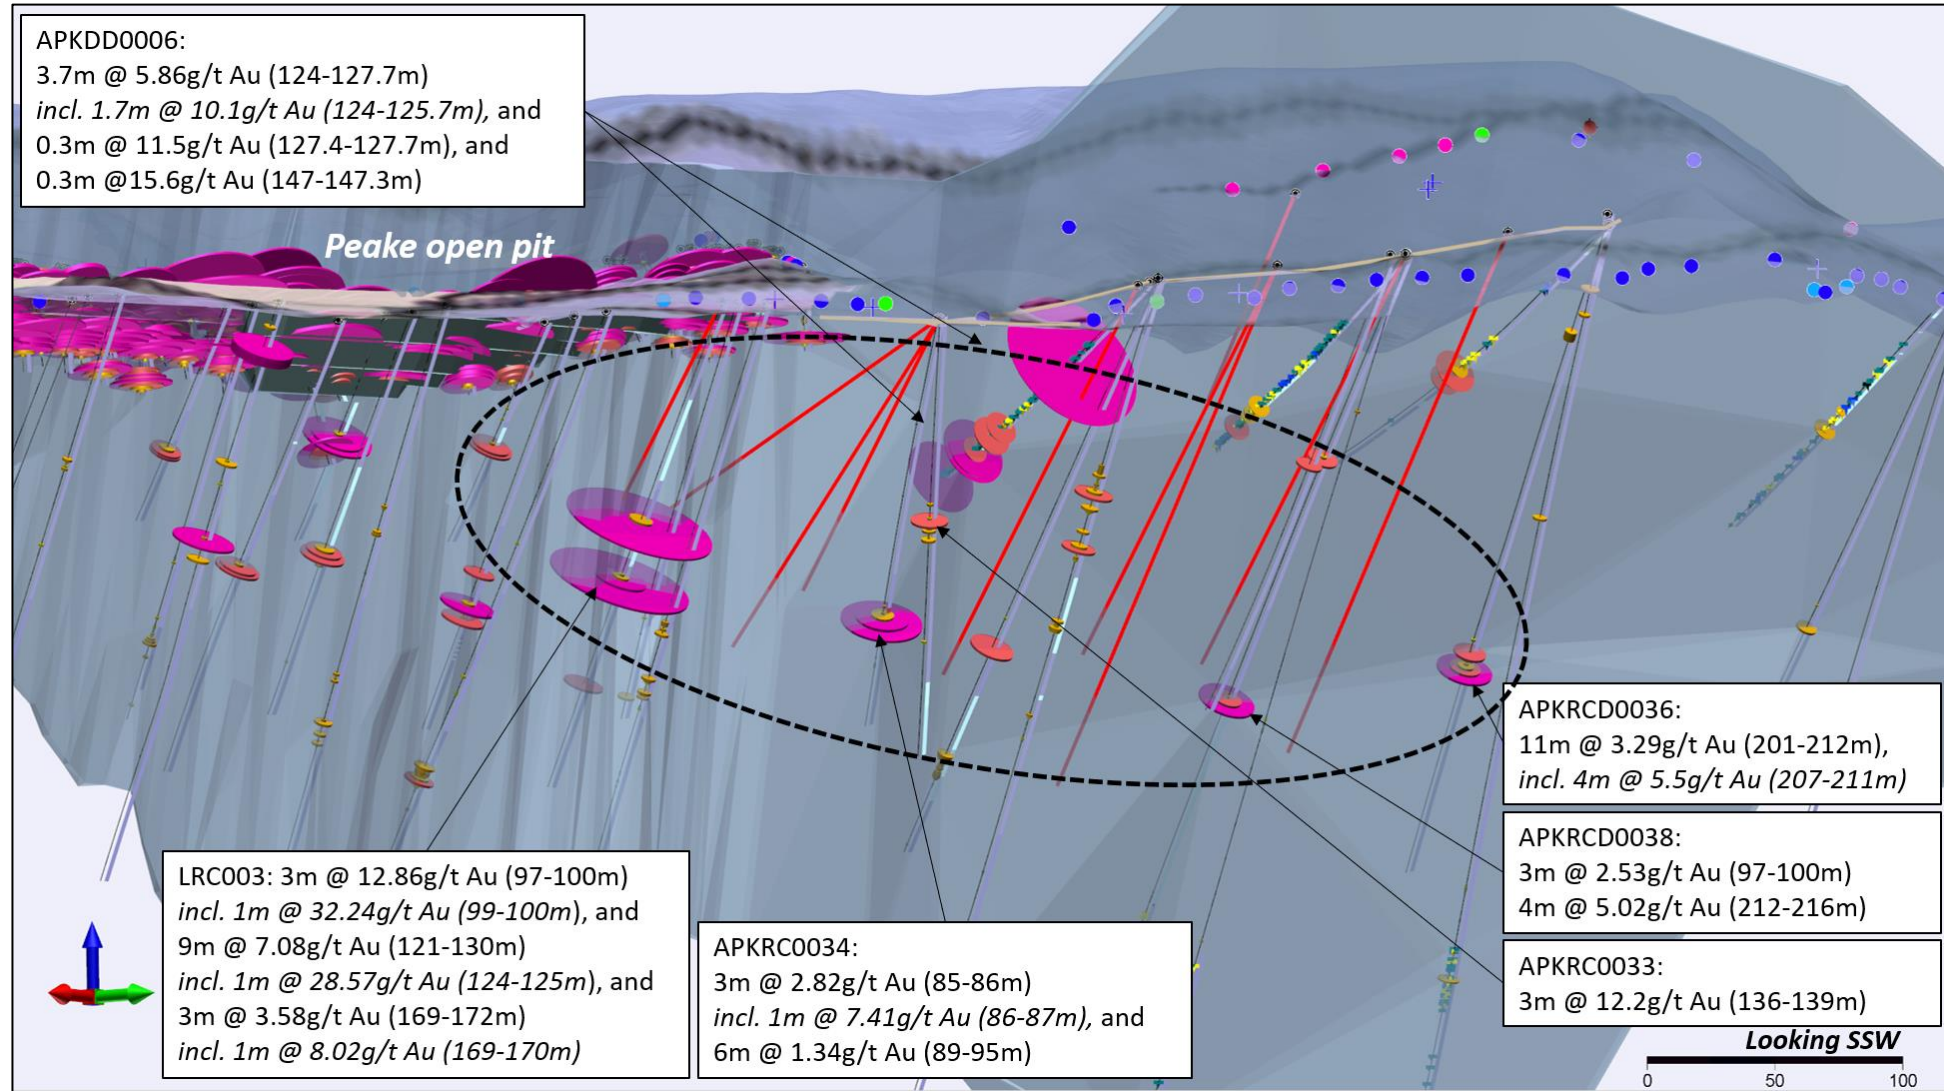 APKDD0006:
3.7m @ 5.86g/t Au (124-127.7m)
incl. 1.7m @ 10.1g/t Au (124-125.7m), and
0.3m @ 11.5g/t Au (127.4-127.7m), and
0.3m @15.6g/t Au (147-147.3m)
Peake open pit
APKRCD0036:
11m @ 3.29g/t Au (201-212m),
incl. 4m @ 5.5g/t Au (207-211m)
APKRCD0038:
3m @ 2.53g/t Au (97-100m)
4m @ 5.02g/t Au (212-216m)
LRC003: 3m @ 12.86g/t Au (97-100m)
incl. 1m @ 32.24g/t Au (99-100m), and
9m @ 7.08g/t Au (121-130m)
incl. 1m @ 28.57g/t Au (124-125m), and
3m @ 3.58g/t Au (169-172m)
incl. 1m @ 8.02g/t Au (169-170m)
APKRC0034:
3m @ 2.82g/t Au (85-86m)
incl. 1m @ 7.41g/t Au (86-87m), and
6m @ 1.34g/t Au (89-95m)
APKRC0033:
3m @ 12.2g/t Au (136-139m)
Looking SSW
0 50 100